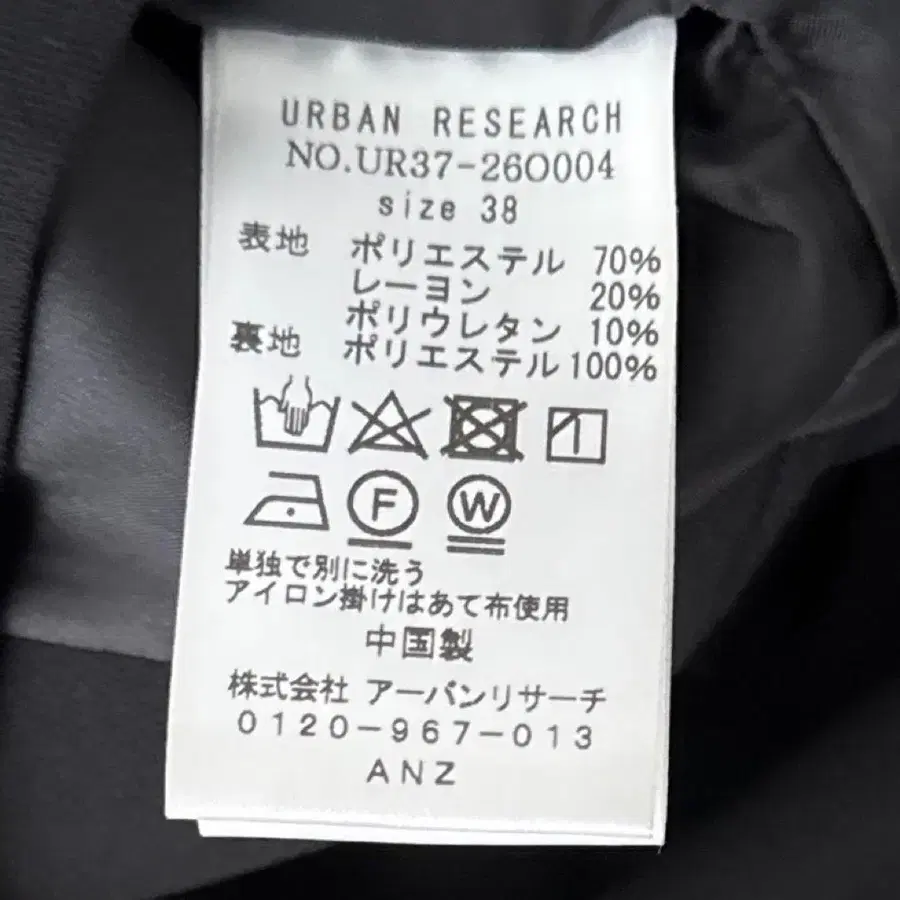 URBAN RESEARCH
NO.UR37-26O004
size 38
表地 ポリエステル 70%
レーヨン 20%
ポリウレタン 10%
裏地 ポリエステル 100%
F W
単独で別に洗う
アイロン掛けはあて布使用
中国製
株式会社 アーバンリサーチ
0120-967-013
ANZ